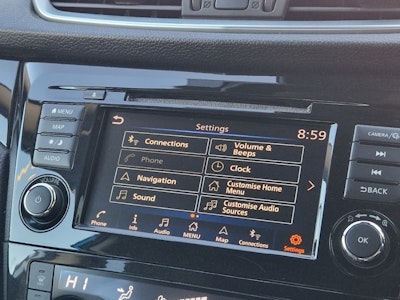 MENU
MAP
AUDIO
Settings
8:59
Connections
Volume &
Beeps
Phone
Clock
Navigation
Customise Home
Menu
Sound
Customise Audio
Sources
Phone
Info
Audio
MENU
Map
Connections
Settings
CAMERA/
BACK
OK
HI